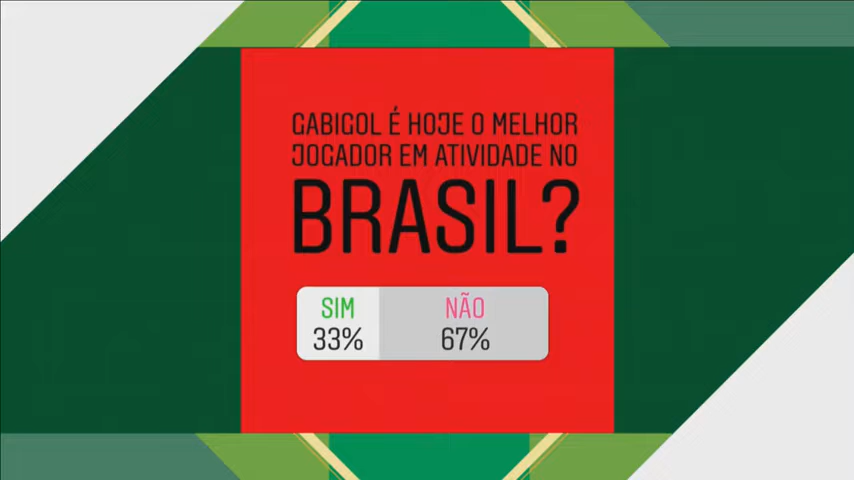 GABIGOL É HOJE O MELHOR
JOGADOR EM ATIVIDADE NO
BRASIL?
SIM NÃO
33% 67%